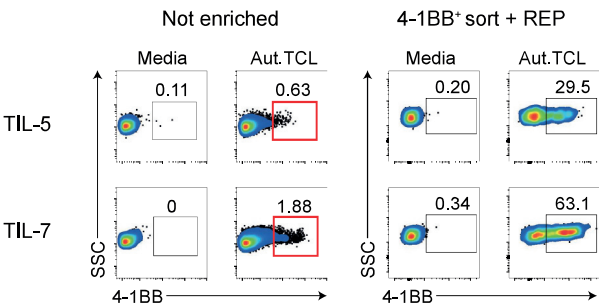 Not enriched
4-1BB⁺ sort + REP
Media
Aut.TCL
Media
Aut.TCL
TIL-5
0.11
0.63
0.20
29.5
TIL-7
0
1.88
0.34
63.1
SSC
SSC
4-1BB
4-1BB